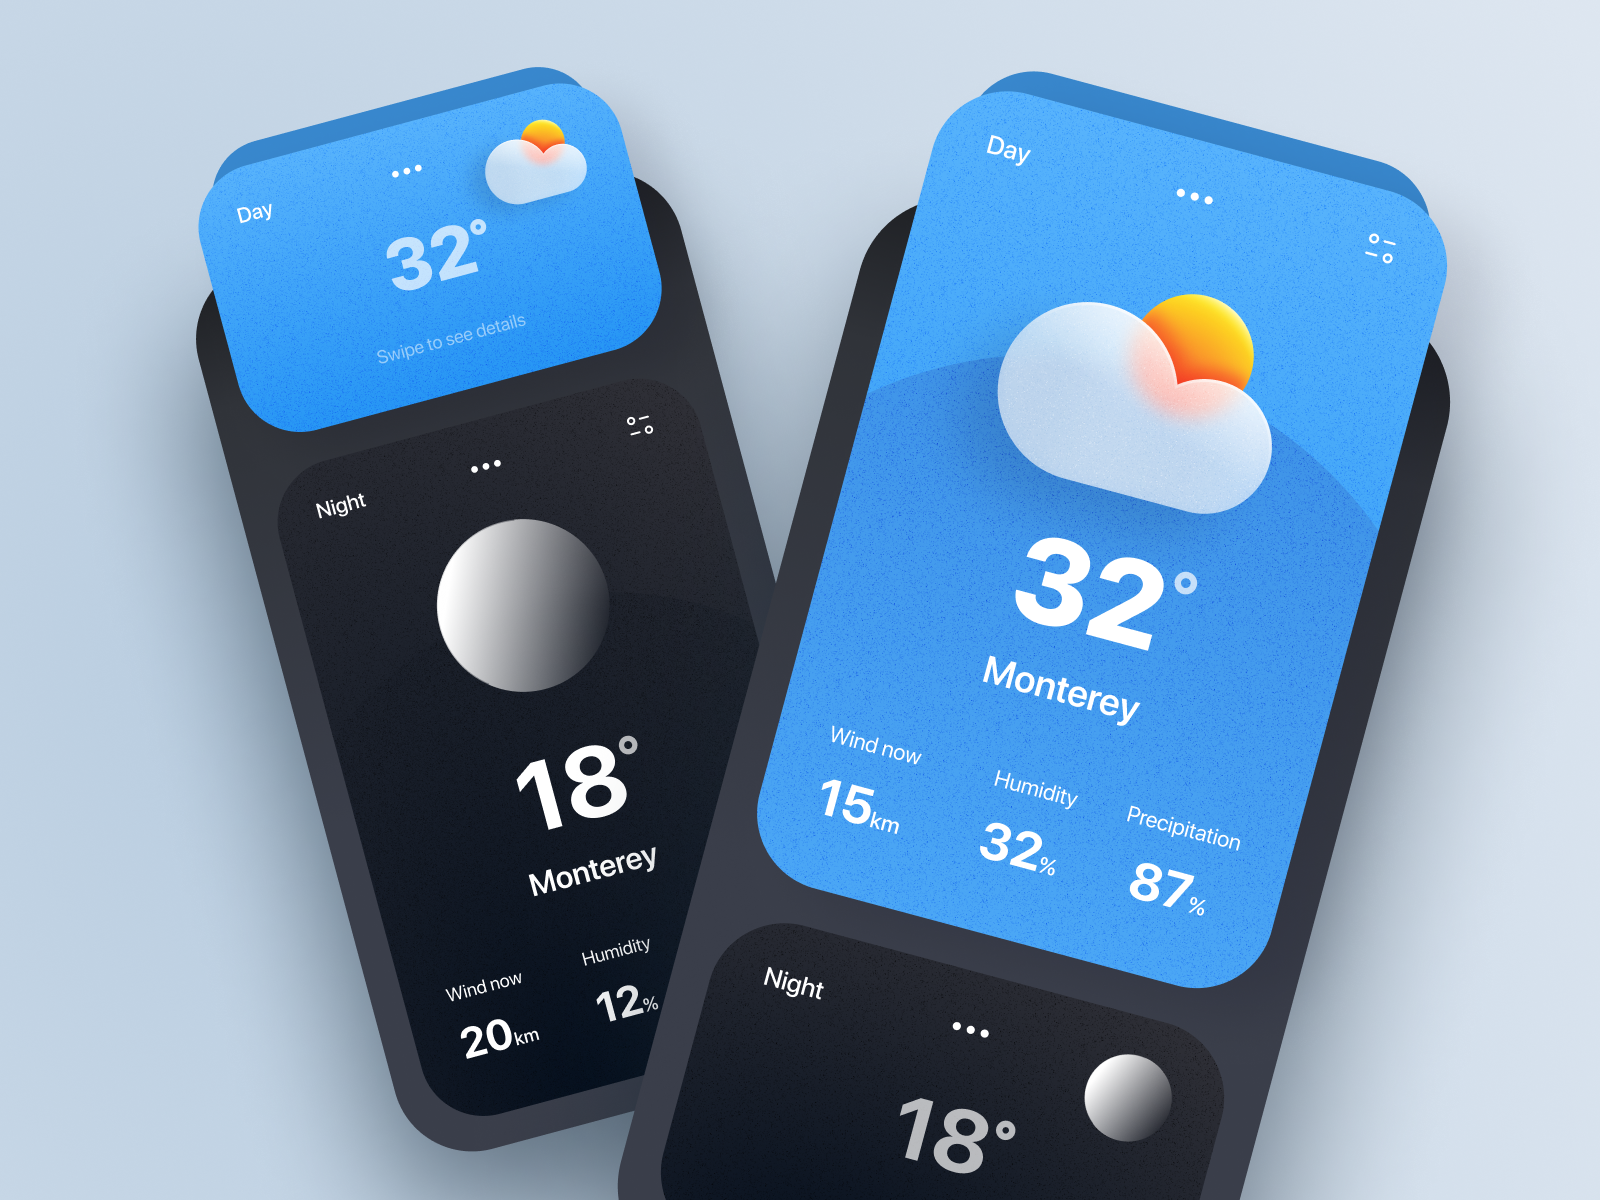 Day
32°
Swipe to see details
Night
18°
Monterey
Wind now
Humidity
20km
12%
Day
32°
Monterey
Wind now
Humidity
Precipitation
15km
32%
87%
Night
18°